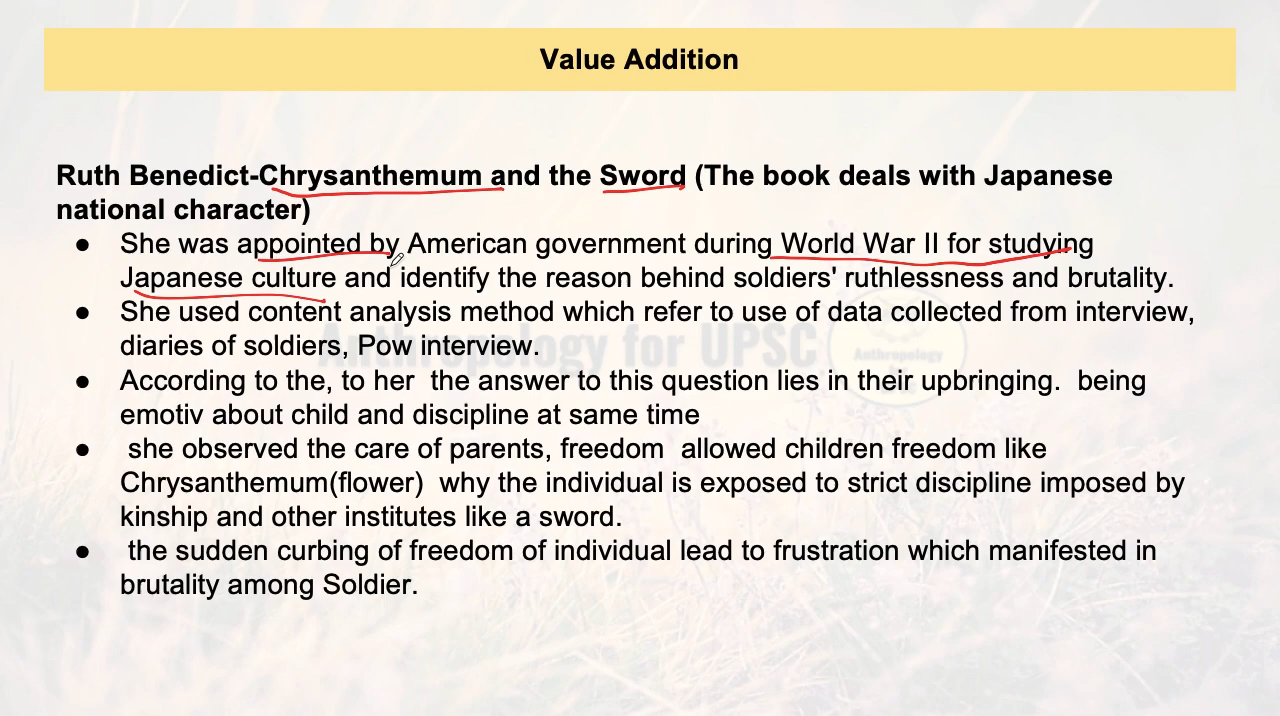 Value Addition
Ruth Benedict-Chrysanthemum and the Sword (The book deals with Japanese
national character)
● She was appointed by American government during World War II for studying
Japanese culture and identify the reason behind soldiers' ruthlessness and brutality.
● She used content analysis method which refer to use of data collected from interview,
diaries of soldiers, Pow interview.
Anthropology for UPSC
Anthropology
● According to the, to her  the answer to this question lies in their upbringing.  being
emotiv about child and discipline at same time
● she observed the care of parents, freedom  allowed children freedom like
Chrysanthemum(flower)  why the individual is exposed to strict discipline imposed by
kinship and other institutes like a sword.
● the sudden curbing of freedom of individual lead to frustration which manifested in
brutality among Soldier.